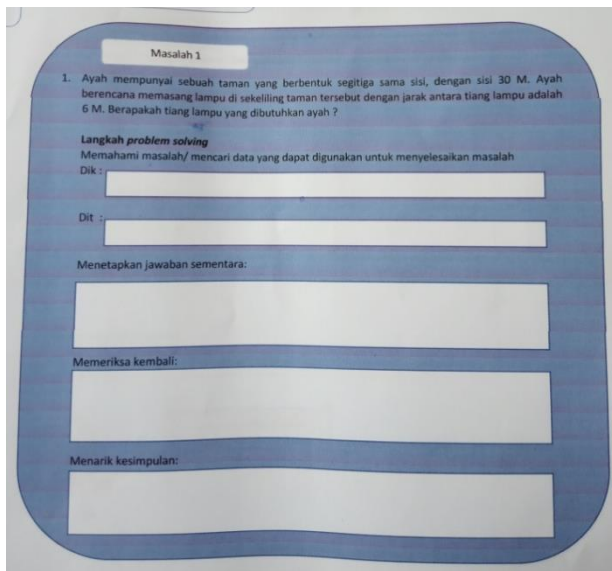 Masalah 1
1. Ayah mempunyai sebuah taman yang berbentuk segitiga sama sisi, dengan sisi 30 M. Ayah
berencana memasang lampu di sekeliling taman tersebut dengan jarak antara tiang lampu adalah
6 M. Berapakah tiang lampu yang dibutuhkan ayah ?
Langkah problem solving
Memahami masalah/ mencari data yang dapat digunakan untuk menyelesaikan masalah
Dik :
Dit :
Menetapkan jawaban sementara:
Memeriksa kembali:
Menarik kesimpulan: